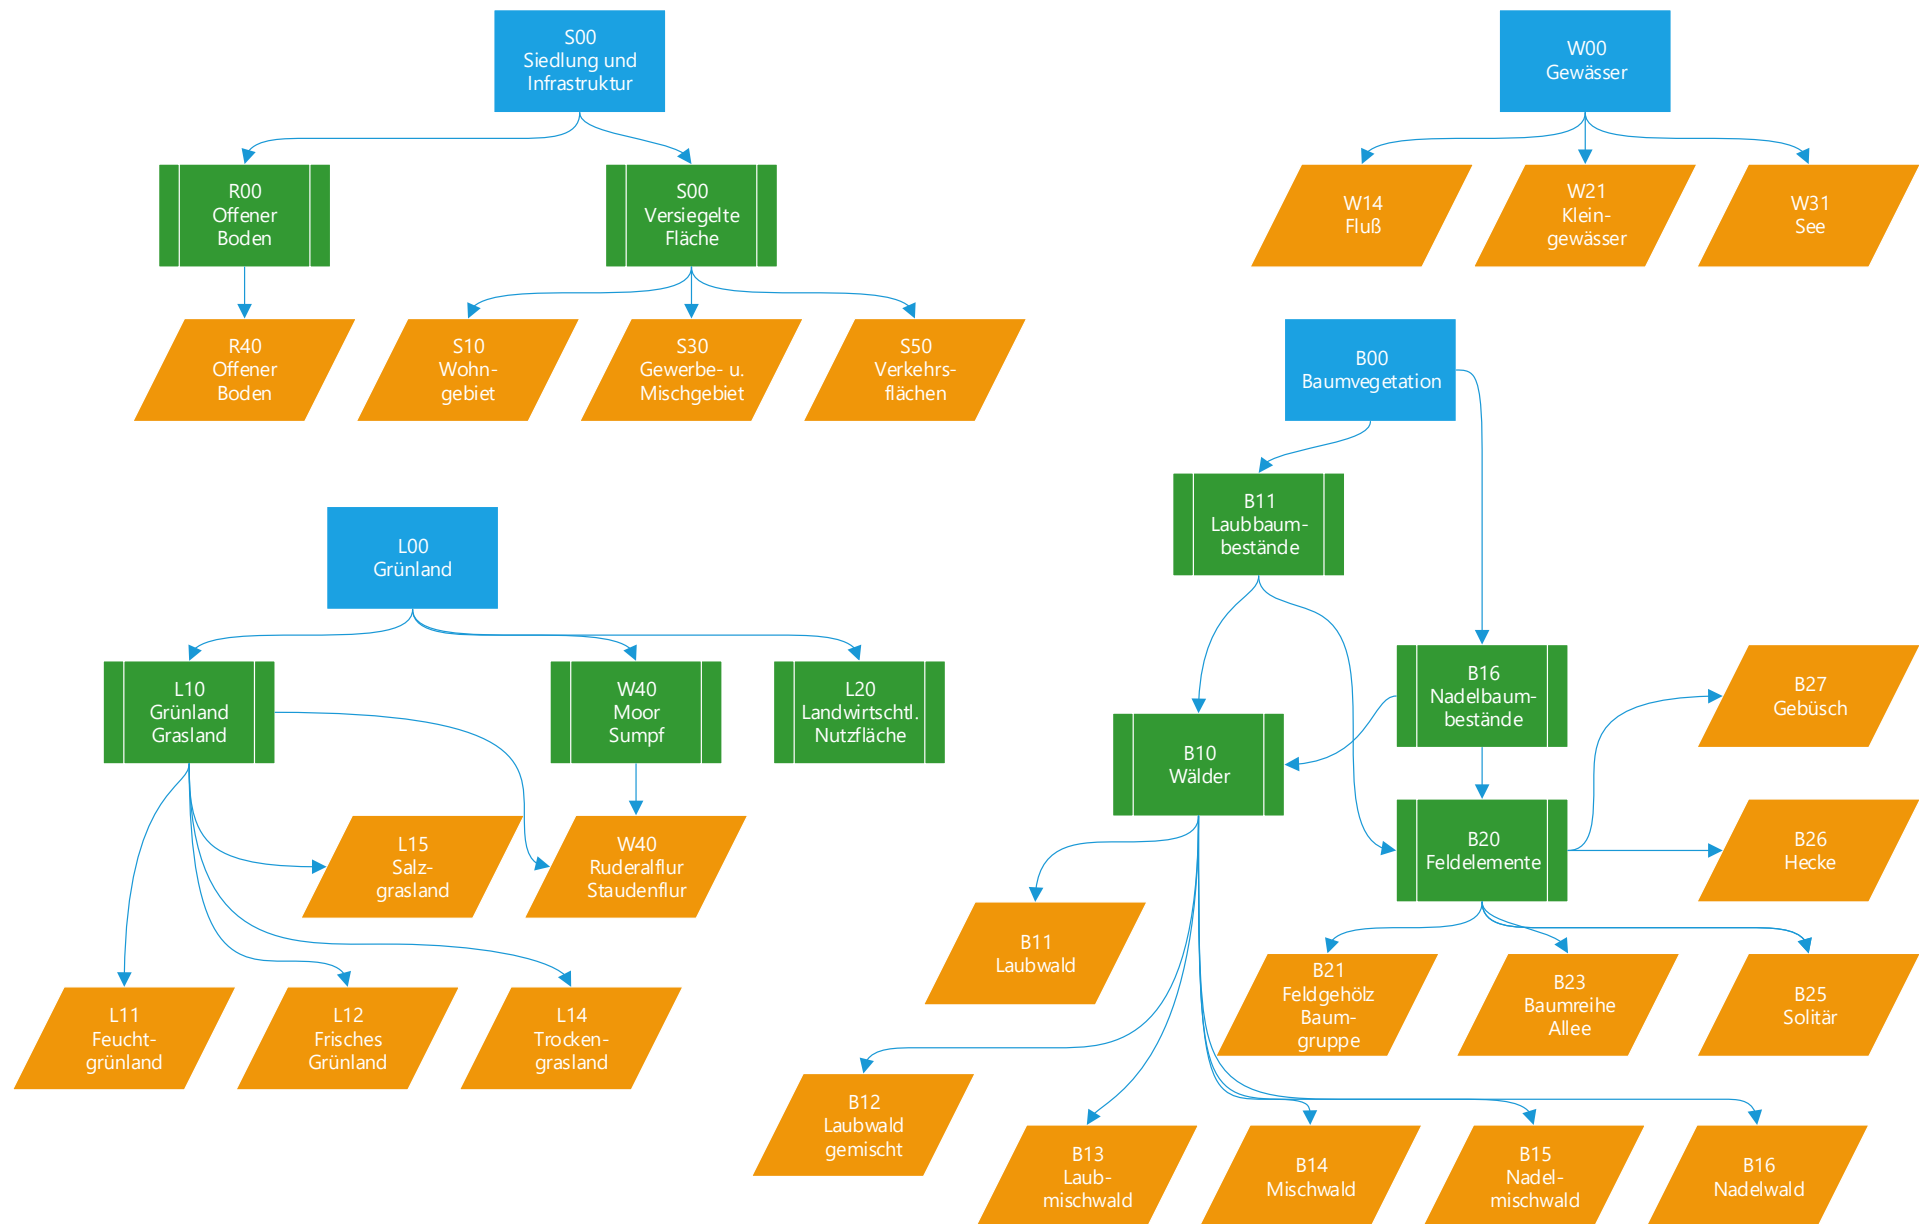 S00
Siedlung und
Infrastruktur
W00
Gewässer
R00
Offener
Boden
S00
Versiegelte
Fläche
W14
Fluß
W21
Klein-
gewässer
W31
See
R40
Offener
Boden
S10
Wohn-
gebiet
S30
Gewerbe- u.
Mischgebiet
S50
Verkehrs-
flächen
B00
Baumvegetation
B11
Laubbaum-
bestände
L00
Grünland
L10
Grünland
Grasland
W40
Moor
Sumpf
L20
Landwirtschtl.
Nutzfläche
B16
Nadelbaum-
bestände
B27
Gebüsch
B10
Wälder
B20
Feldelemente
B26
Hecke
L15
Salz-
grasland
W40
Ruderalflur
Staudenflur
B11
Laubwald
B21
Feldgehölz
Baum-
gruppe
B23
Baumreihe
Allee
B25
Solitär
L11
Feucht-
grünland
L12
Frisches
Grünland
L14
Trocken-
grasland
B12
Laubwald
gemischt
B13
Laub-
mischwald
B14
Mischwald
B15
Nadel-
mischwald
B16
Nadelwald